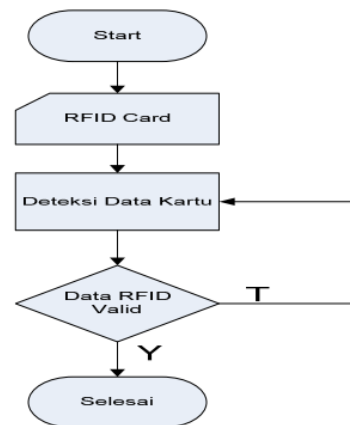 Start
RFID Card
Deteksi Data Kartu
Data RFID
Valid
T
Y
Selesai